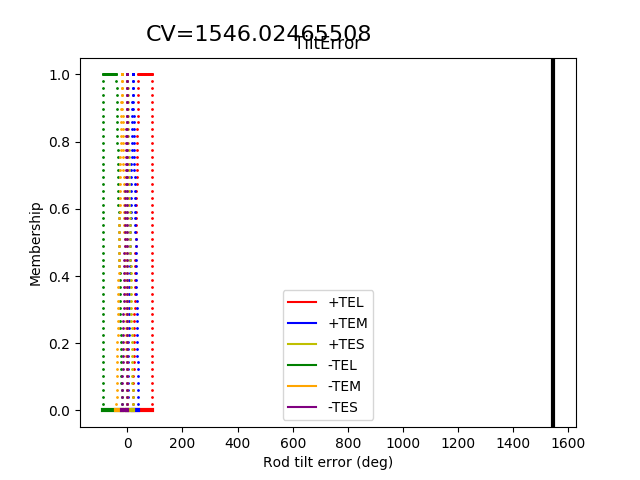 CV=1546.02465508
TiltError
1.0
0.8
0.6
0.4
0.2
0.0
Membership
+TEL
+TEM
+TES
-TEL
-TEM
-TES
0 200 400 600 800 1000 1200 1400 1600
Rod tilt error (deg)